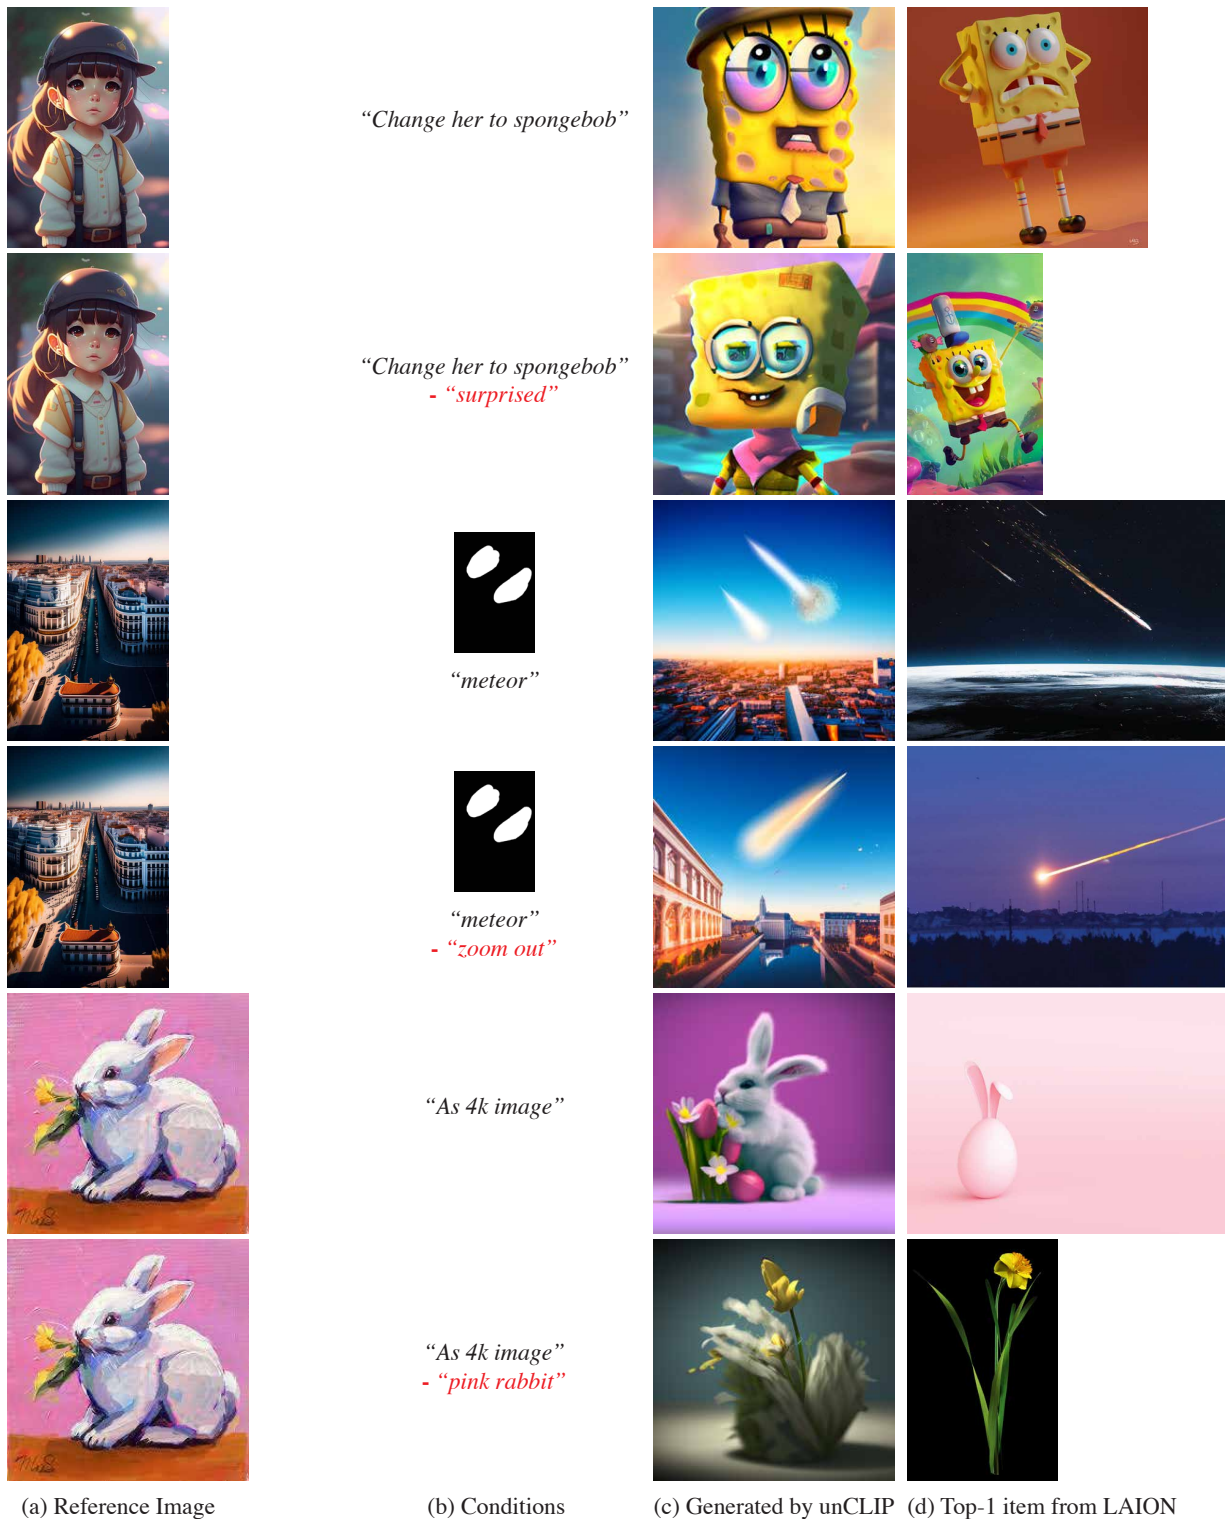 “Change her to spongebob”
“Change her to spongebob”
- “surprised”
“meteor”
“meteor”
- “zoom out”
“As 4k image”
“As 4k image”
- “pink rabbit”
(a) Reference Image
(b) Conditions
(c) Generated by unCLIP
(d) Top-1 item from LAION